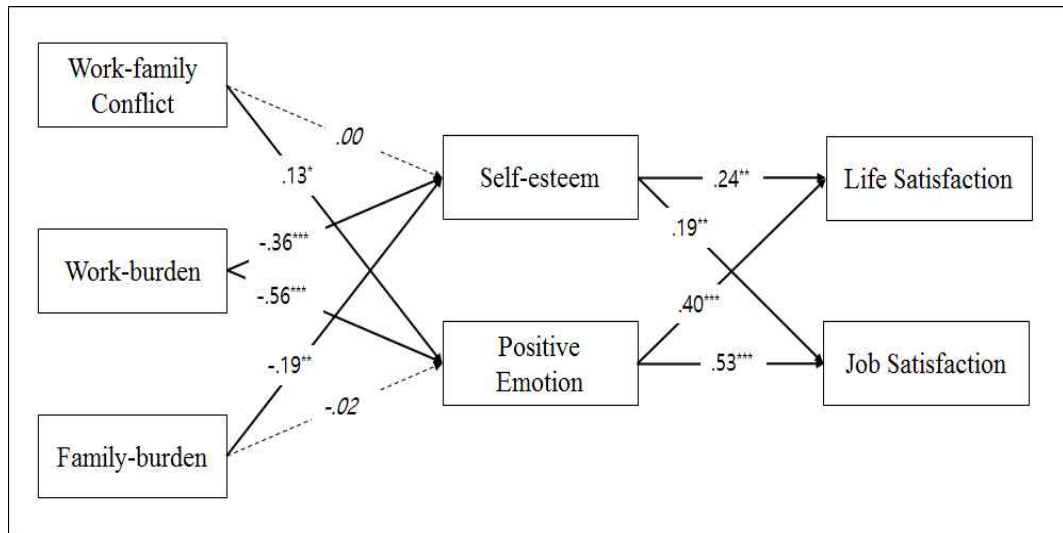 Work-family
Conflict
.00
Self-esteem
.24**
Life Satisfaction
.13*
.19**
-.36***
Work-burden
-.56***
.40***
Positive
Emotion
.53***
Job Satisfaction
-.19**
-.02
Family-burden